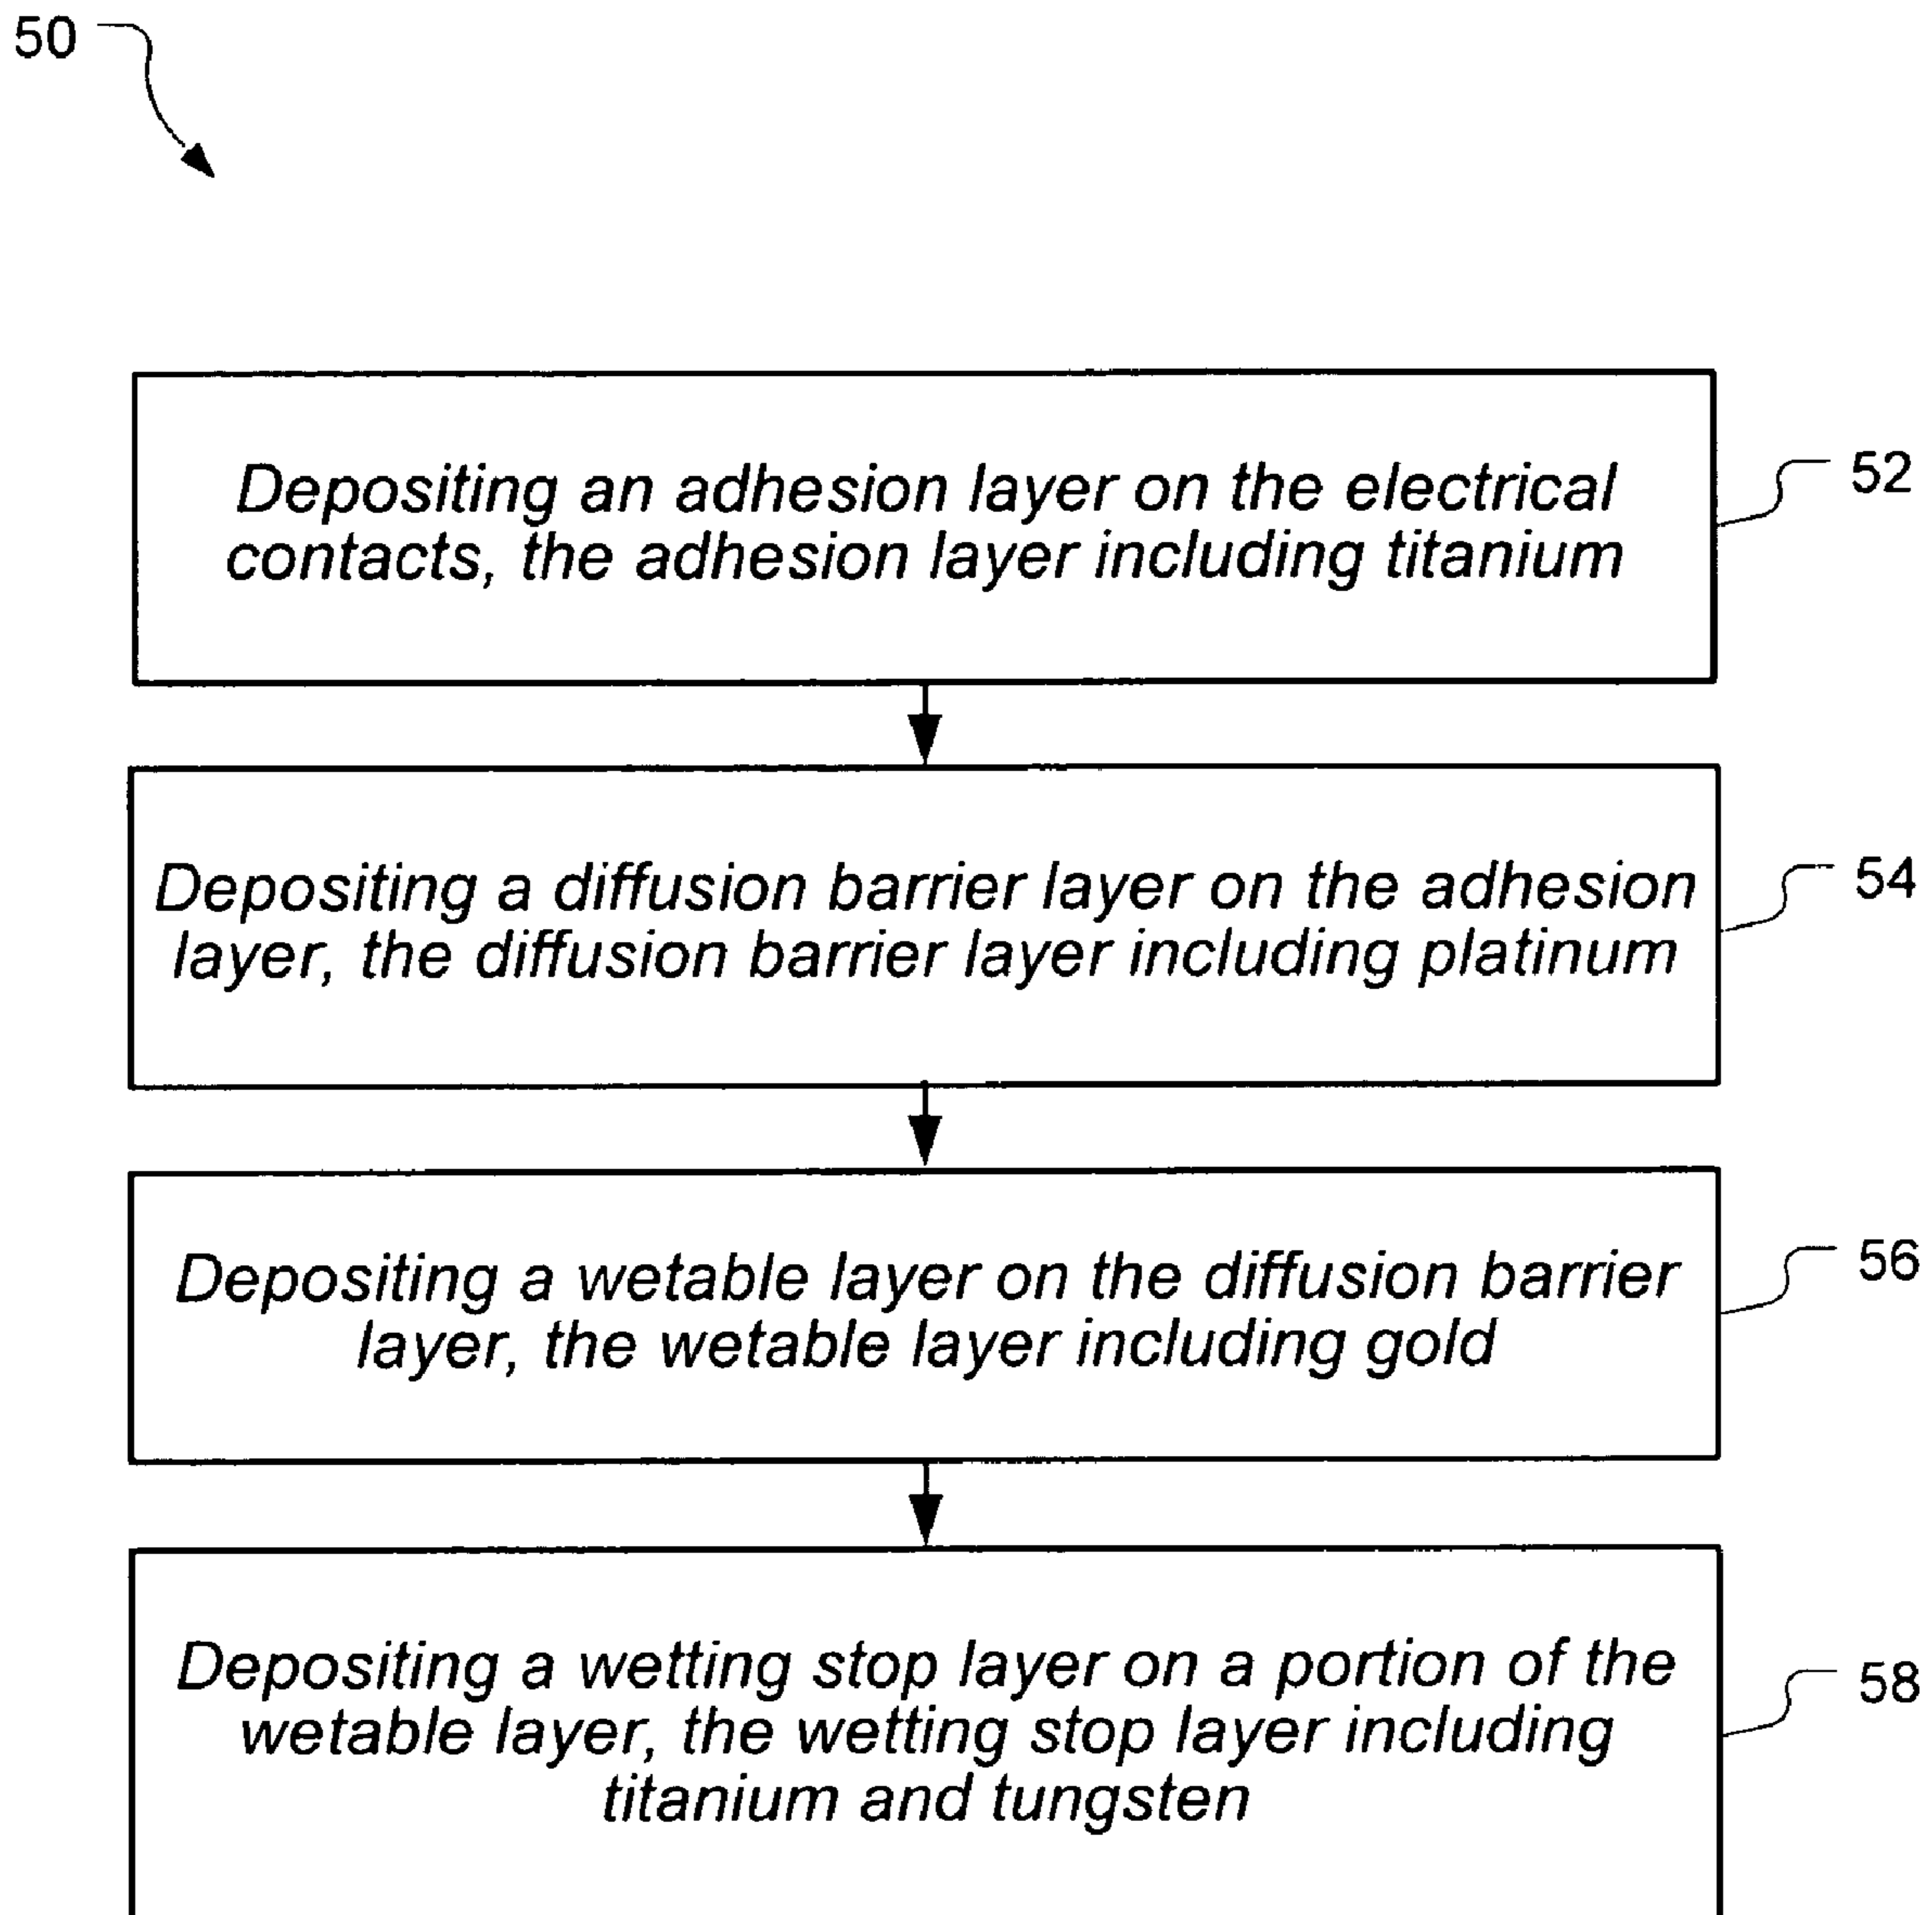 50
Depositing an adhesion layer on the electrical
contacts, the adhesion layer including titanium
52
Depositing a diffusion barrier layer on the adhesion
layer, the diffusion barrier layer including platinum
54
Depositing a wetable layer on the diffusion barrier
layer, the wetable layer including gold
56
Depositing a wetting stop layer on a portion of the
wetable layer, the wetting stop layer including
titanium and tungsten
58